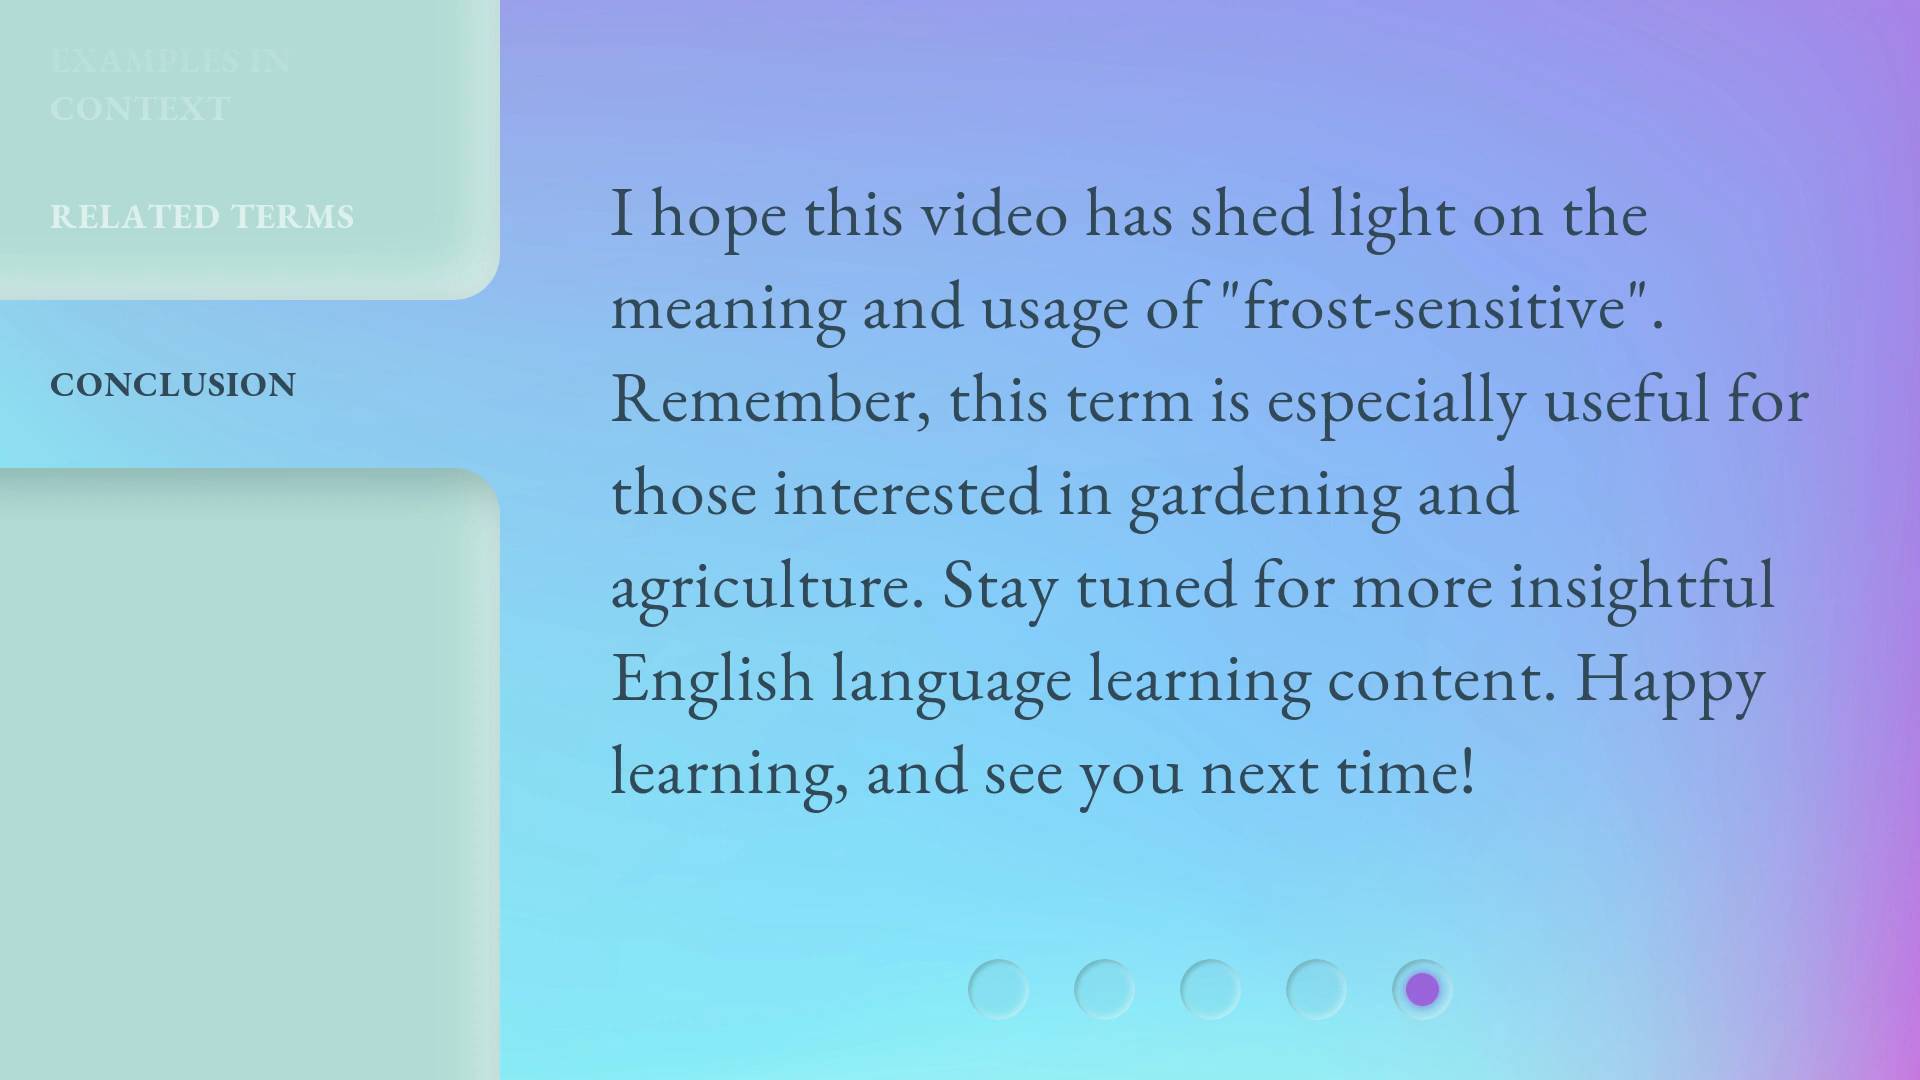 EXAMPLES IN
CONTEXT
RELATED TERMS
CONCLUSION
I hope this video has shed light on the
meaning and usage of "frost-sensitive".
Remember, this term is especially useful for
those interested in gardening and
agriculture. Stay tuned for more insightful
English language learning content. Happy
learning, and see you next time!